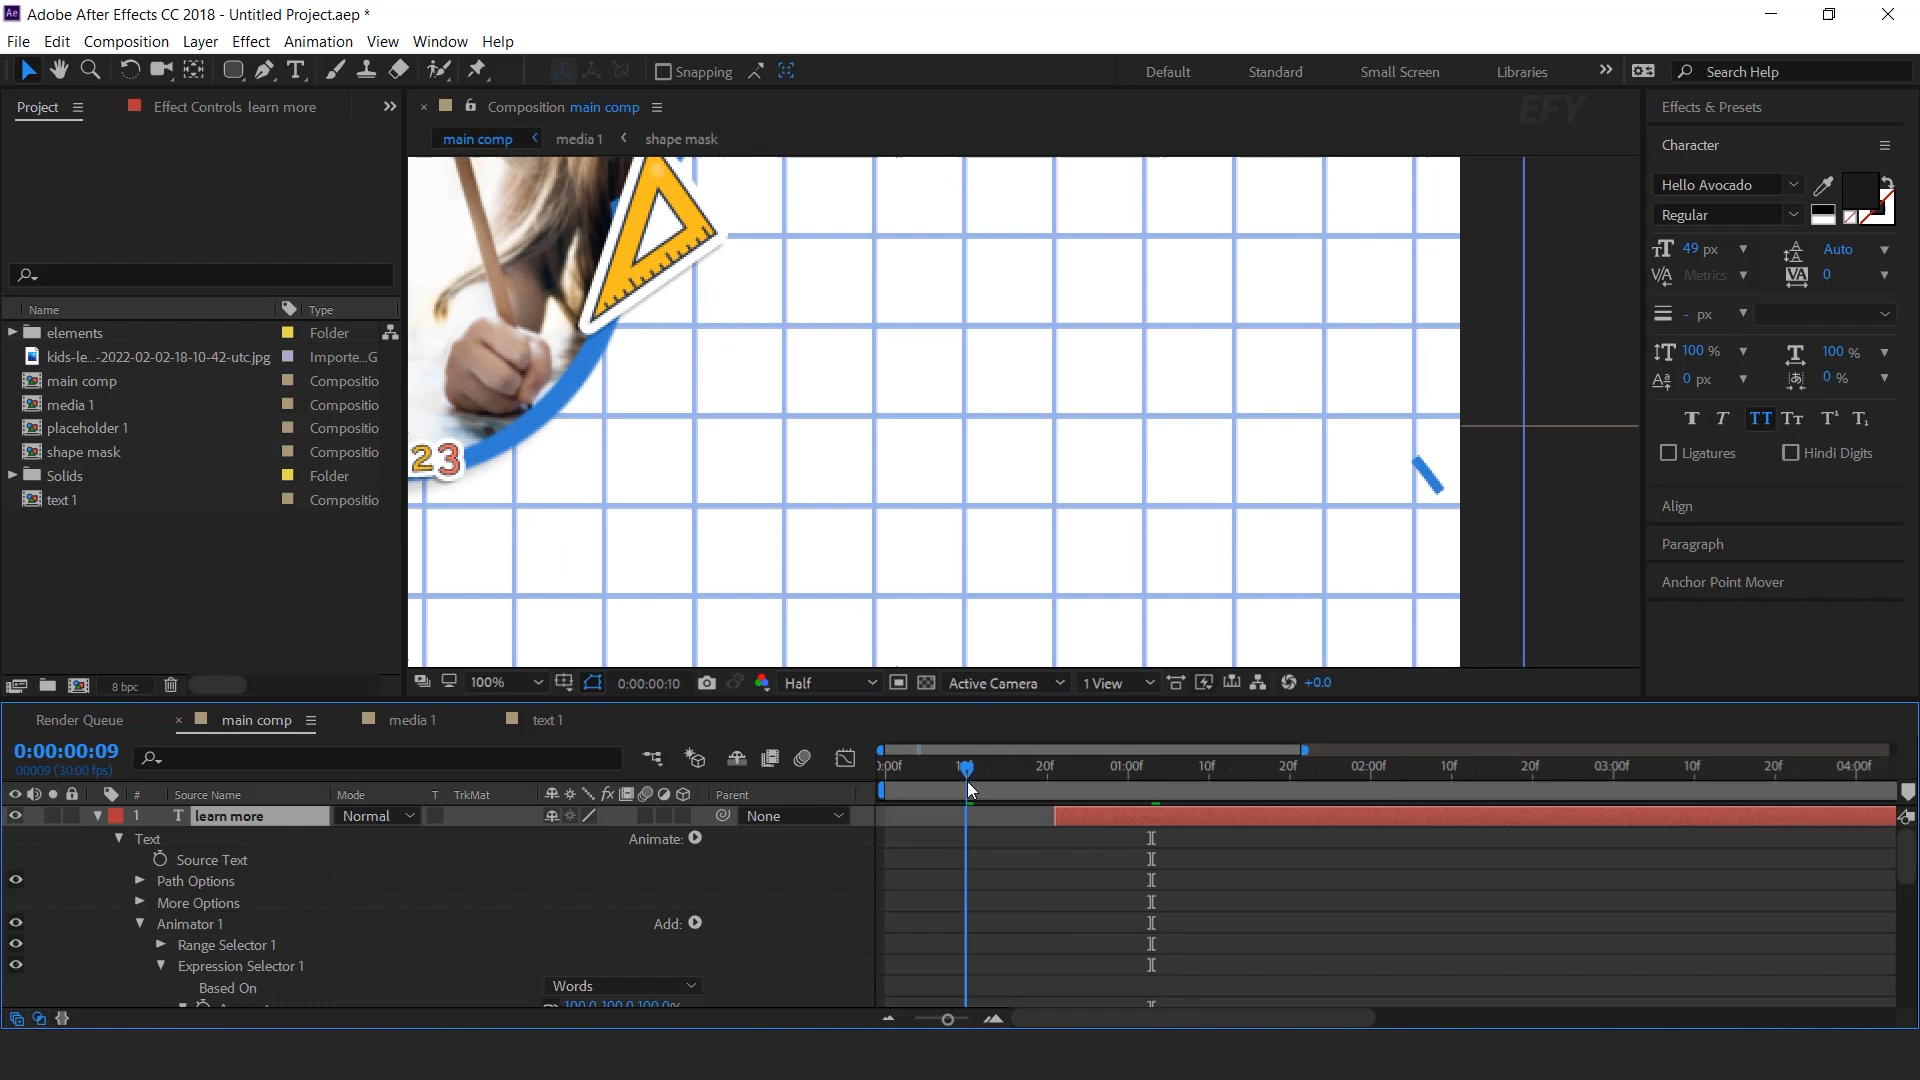 Adobe After Effects CC 2018 - Untitled Project.aep *
File Edit Composition Layer Effect Animation View Window Help
Snapping Default Standard Small Screen Libraries Search Help
Project Effect Controls learn more
Composition main comp
EFY
main comp media 1 shape mask
Effects & Presets
Character
Hello Avocado
Regular
49 px Auto
Metrics 0
- px
100 % 100 %
0 px 0 %
Ligatures Hindi Digits
Align
Paragraph
Anchor Point Mover
Name Type
elements Folder
kids-le...-2022-02-02-18-10-42-utc.jpg Importe...G
main comp Compositio
media 1 Compositio
placeholder 1 Compositio
shape mask Compositio
Solids Folder
text 1 Compositio
23
8 bpc
100% 0:00:00:10 Half Active Camera 1 View +0.0
Render Queue main comp media 1 text 1
0:00:00:09
00009 (30.00 fps)
0:00f 10f 20f 01:00f 10f 20f 02:00f 10f 20f 03:00f 10f 20f 04:00f
# Source Name Mode T TrkMat Parent
1 learn more Normal None
Text Animate:
Source Text
Path Options
More Options
Animator 1 Add:
Range Selector 1
Expression Selector 1
Based On Words